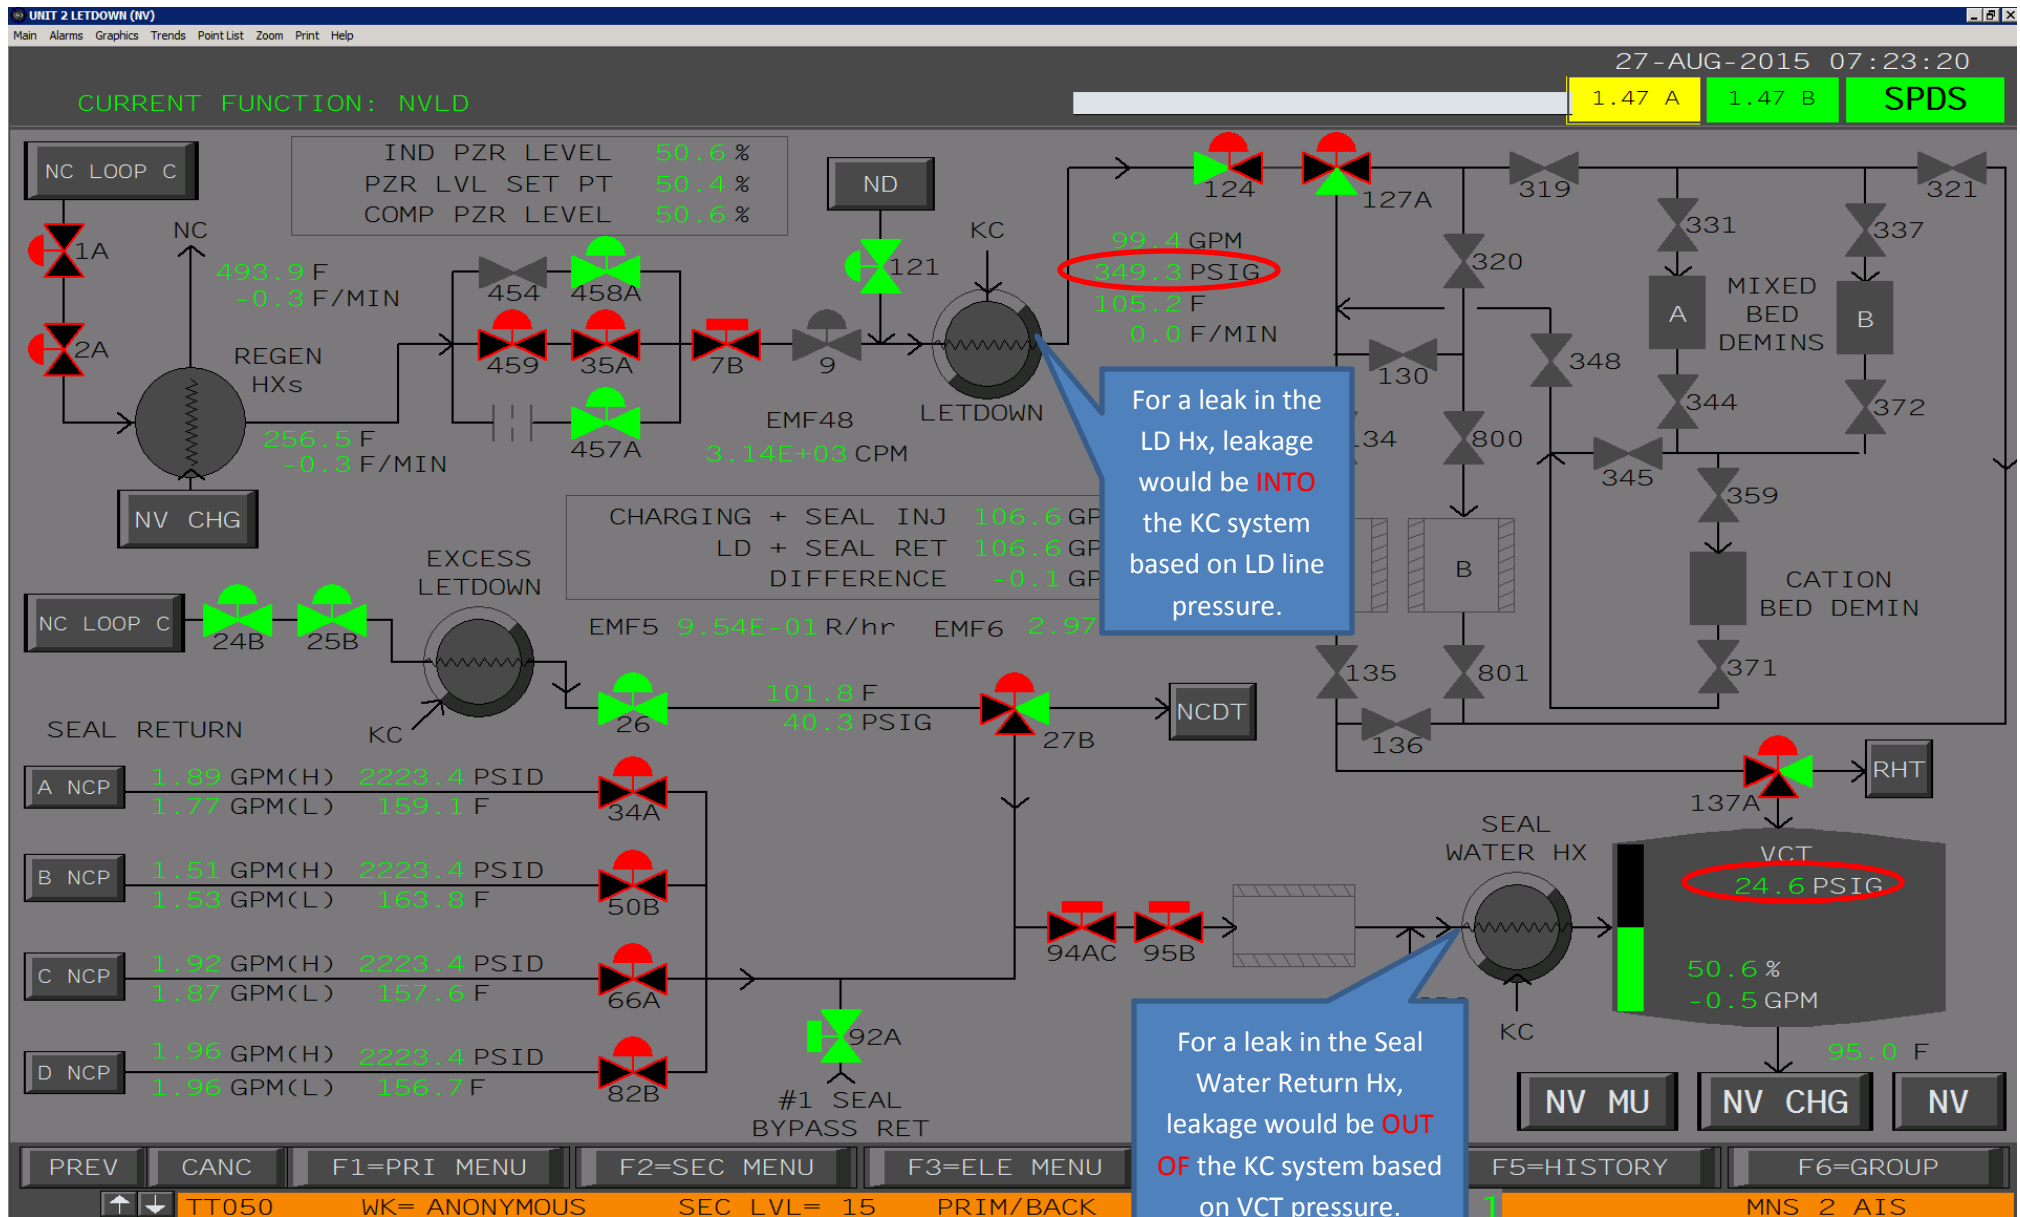 UNIT 2 LETDOWN (NV)
Main Alarms Graphics Trends Point List Zoom Print Help
27-AUG-2015 07:23:20
CURRENT FUNCTION: NVLD
1.47 A
1.47 B
SPDS
NC LOOP C
IND PZR LEVEL 50.6 %
PZR LVL SET PT 50.4 %
COMP PZR LEVEL 50.6 %
ND
124
127A
319
321
1A
NC
493.9 F
-0.3 F/MIN
454
458A
121
KC
99.4 GPM
349.3 PSIG
105.2 F
0.0 F/MIN
320
331
337
MIXED
BED
DEMINS
A
B
2A
REGEN
HXs
459
35A
7B
9
LETDOWN
130
348
344
372
256.5 F
-0.3 F/MIN
457A
EMF48
3.14E+03 CPM
For a leak in the
LD Hx, leakage
would be INTO
the KC system
based on LD line
pressure.
134
800
345
359
NV CHG
CHARGING + SEAL INJ 106.6 GP
LD + SEAL RET 106.6 GP
DIFFERENCE -0.1 GP
EXCESS
LETDOWN
B
CATION
BED DEMIN
NC LOOP C
24B
25B
EMF5 9.54E-01 R/hr EMF6 2.97
135
801
371
KC
26
101.8 F
40.3 PSIG
27B
NCDT
136
SEAL RETURN
A NCP
1.89 GPM(H) 2223.4 PSID
1.77 GPM(L) 159.1 F
34A
137A
RHT
B NCP
1.51 GPM(H) 2223.4 PSID
1.53 GPM(L) 163.8 F
50B
SEAL
WATER HX
VCT
24.6 PSIG
C NCP
1.92 GPM(H) 2223.4 PSID
1.87 GPM(L) 157.6 F
66A
94AC
95B
50.6 %
-0.5 GPM
KC
92A
D NCP
1.96 GPM(H) 2223.4 PSID
1.96 GPM(L) 156.7 F
82B
#1 SEAL
BYPASS RET
For a leak in the Seal
Water Return Hx,
leakage would be OUT
OF the KC system based
on VCT pressure.
95.0 F
NV MU
NV CHG
NV
PREV
CANC
F1=PRI MENU
F2=SEC MENU
F3=ELE MENU
F5=HISTORY
F6=GROUP
TT050 WK= ANONYMOUS SEC LVL= 15 PRIM/BACK 1 MNS 2 AIS